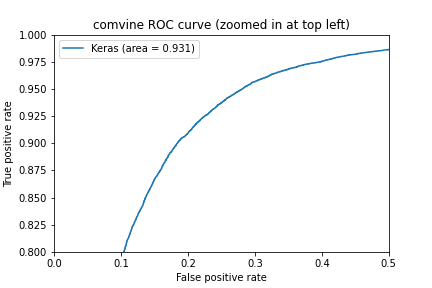 comvine ROC curve (zoomed in at top left)
Keras (area = 0.931)
True positive rate
1.000
0.975
0.950
0.925
0.900
0.875
0.850
0.825
0.800
0.0 0.1 0.2 0.3 0.4 0.5
False positive rate